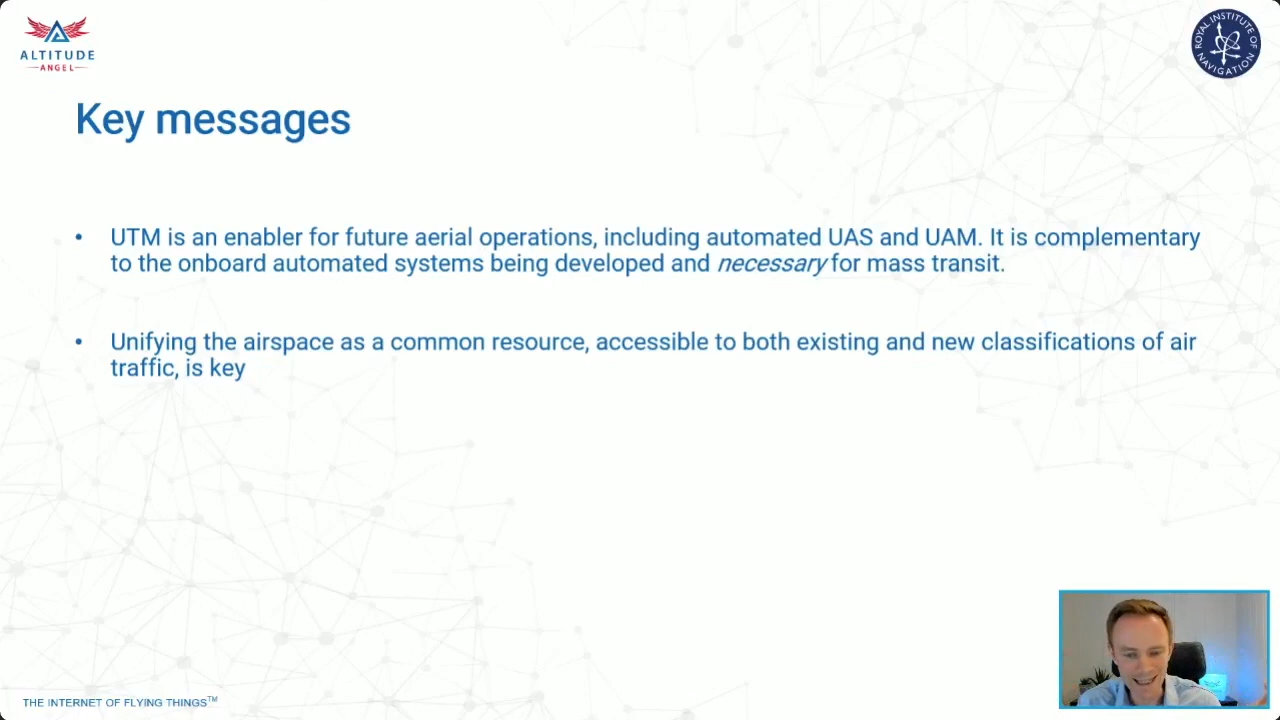 ALTITUDE
ANGEL
ROYAL INSTITUTE OF NAVIGATION
Key messages
• UTM is an enabler for future aerial operations, including automated UAS and UAM. It is complementary
to the onboard automated systems being developed and necessary for mass transit.
• Unifying the airspace as a common resource, accessible to both existing and new classifications of air
traffic, is key
THE INTERNET OF FLYING THINGS™